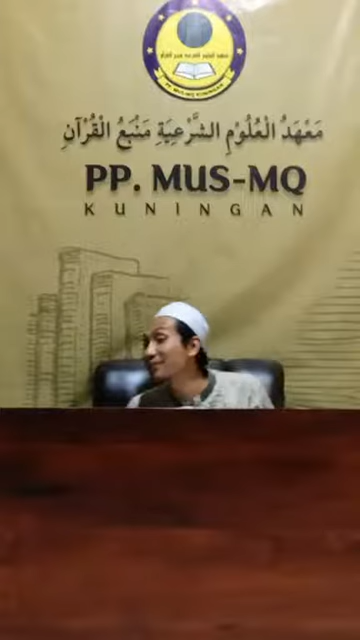 مَعْهَدُ الْعُلُوْمِ الشَّرْعِيَّةِ مَنْبَعُ الْقُرْآنِ
PP. MUS-MQ
KUNINGAN